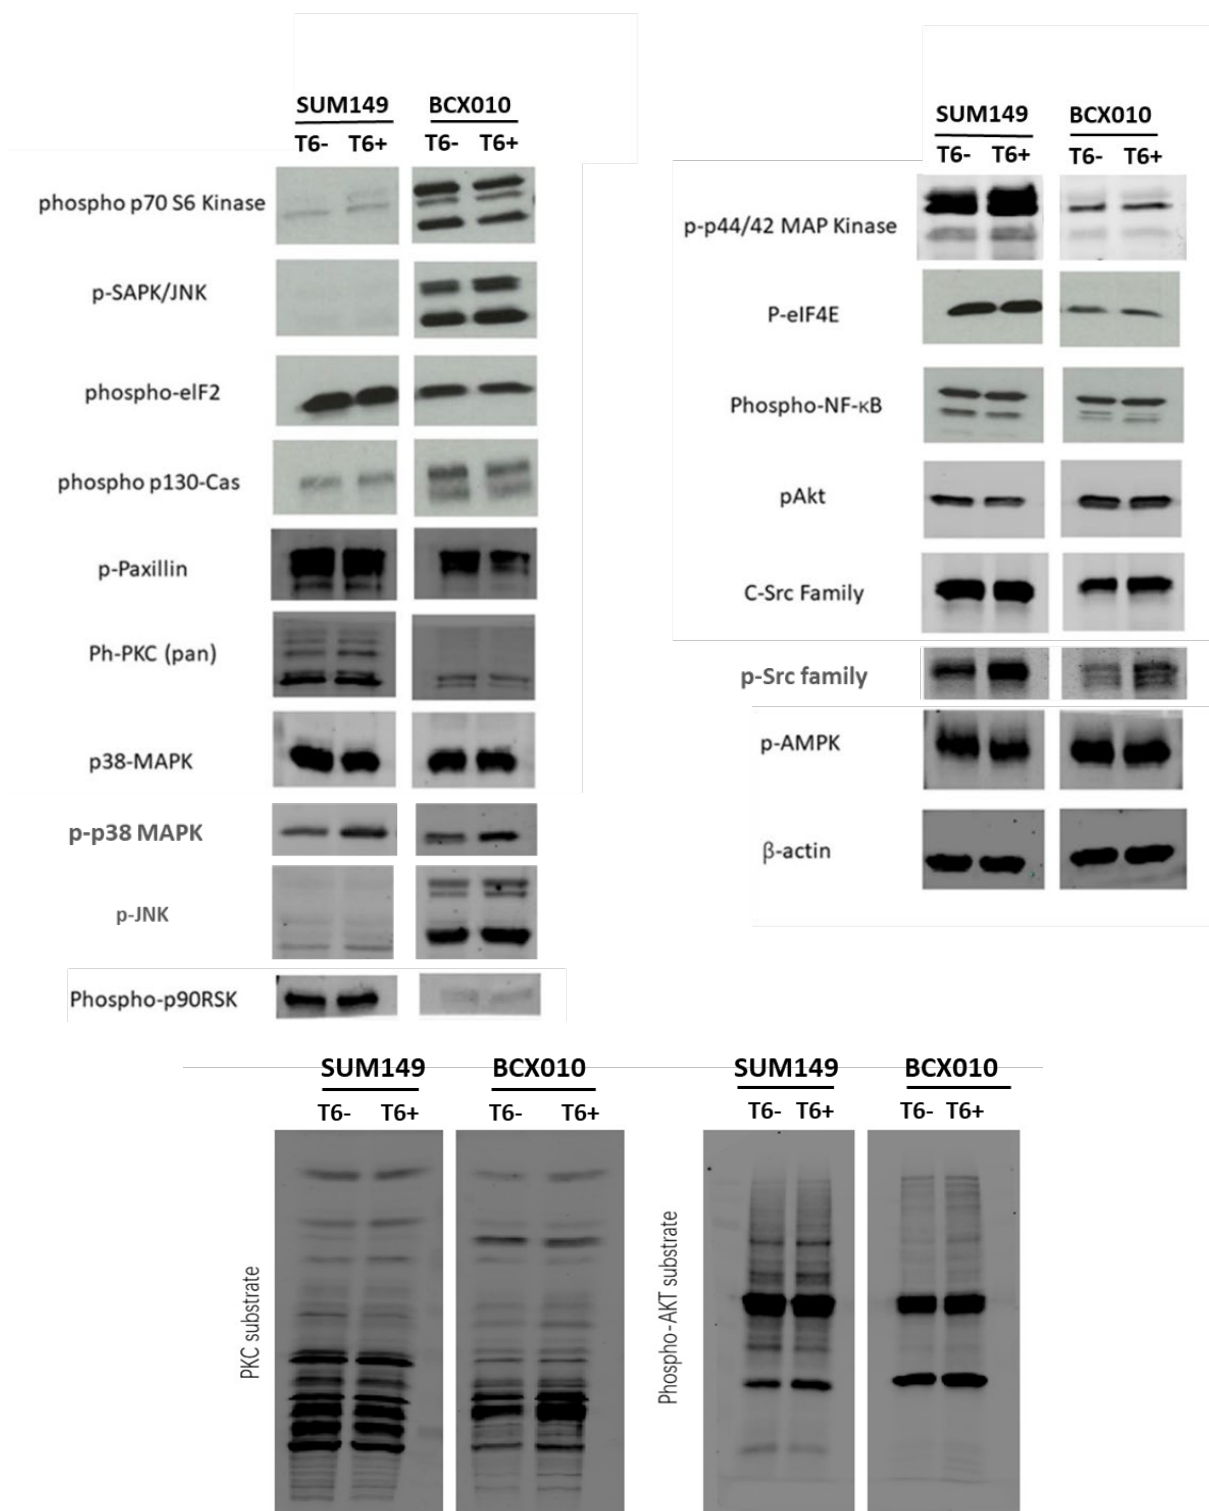 SUM149 BCX010
T6- T6+ T6- T6+
phospho p70 S6 Kinase
p-SAPK/JNK
phospho-eIF2
phospho p130-Cas
p-Paxillin
Ph-PKC (pan)
p38-MAPK
p-p38 MAPK
p-JNK
Phospho-p90RSK
SUM149 BCX010
T6- T6+ T6- T6+
p-p44/42 MAP Kinase
P-eIF4E
Phospho-NF-κB
pAkt
C-Src Family
p-Src family
p-AMPK
β-actin
SUM149 BCX010
T6- T6+ T6- T6+
PKC substrate
SUM149 BCX010
T6- T6+ T6- T6+
Phospho-AKT substrate